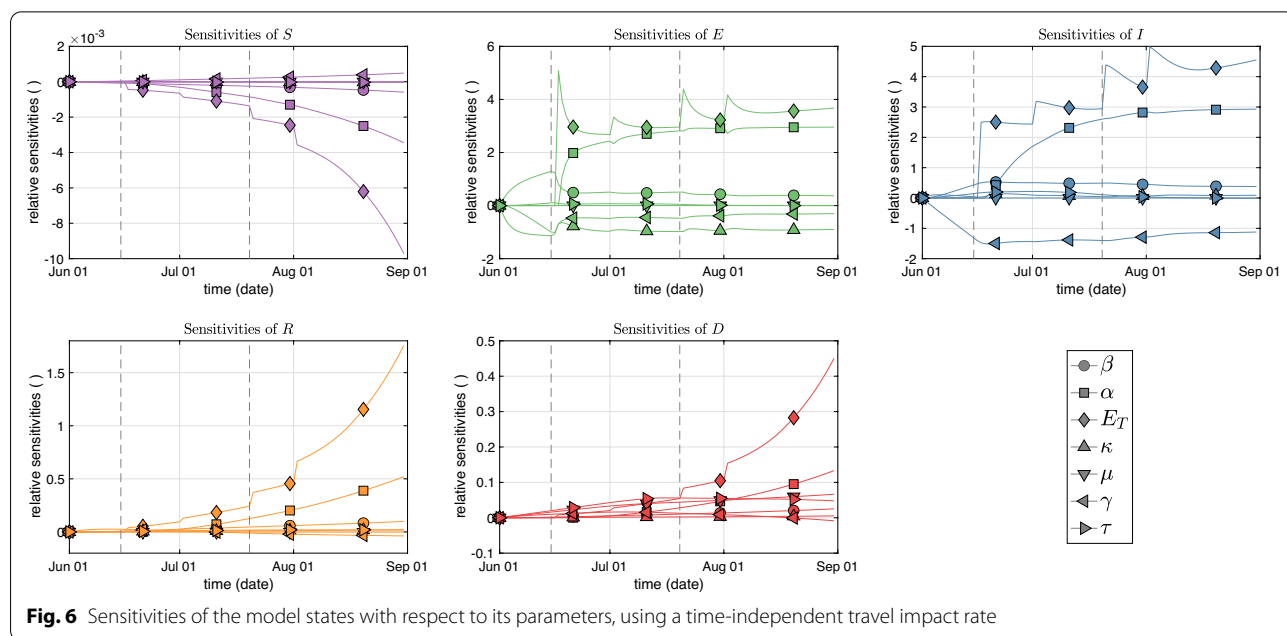 ×10⁻³
Sensitivities of S
2
0
-2
-4
-6
-8
-10
relative sensitivities ( )
Jun 01
Jul 01
Aug 01
Sep 01
time (date)
Sensitivities of E
6
4
2
0
-2
relative sensitivities ( )
Jun 01
Jul 01
Aug 01
Sep 01
time (date)
Sensitivities of I
5
4
3
2
1
0
-1
-2
relative sensitivities ( )
Jun 01
Jul 01
Aug 01
Sep 01
time (date)
Sensitivities of R
1.5
1
0.5
0
relative sensitivities ( )
Jun 01
Jul 01
Aug 01
Sep 01
time (date)
Sensitivities of D
0.5
0.4
0.3
0.2
0.1
0
-0.1
relative sensitivities ( )
Jun 01
Jul 01
Aug 01
Sep 01
time (date)
β
α
E_T
κ
μ
γ
τ
Fig. 6 Sensitivities of the model states with respect to its parameters, using a time-independent travel impact rate